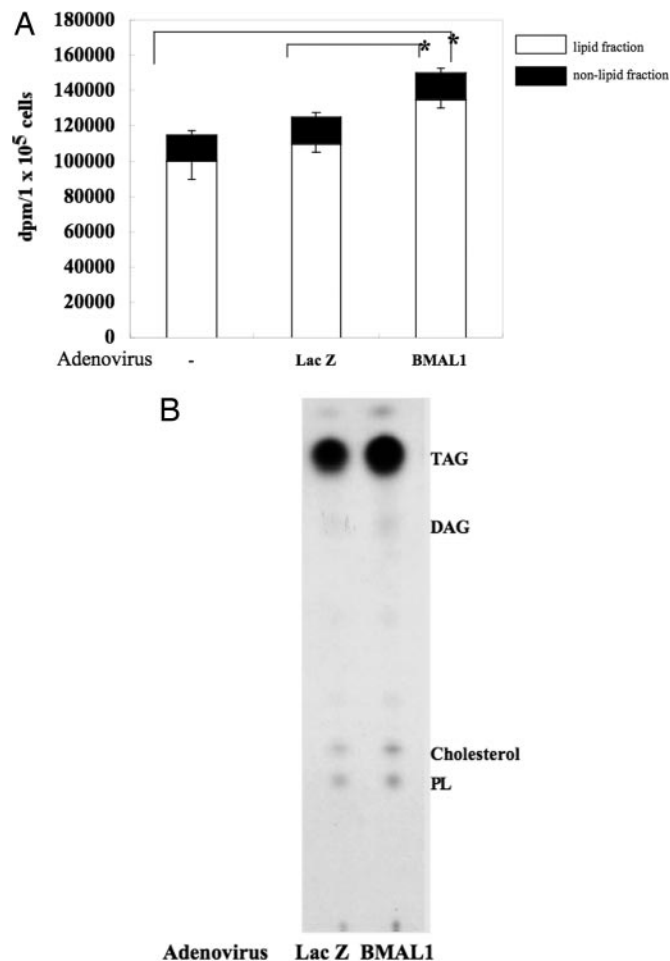 A
180000
160000
140000
120000
100000
80000
60000
40000
20000
0
dpm/1 x 10⁵ cells
* *
lipid fraction
non-lipid fraction
Adenovirus - Lac Z BMAL1
B
TAG
DAG
Cholesterol
PL
Adenovirus Lac Z BMAL1